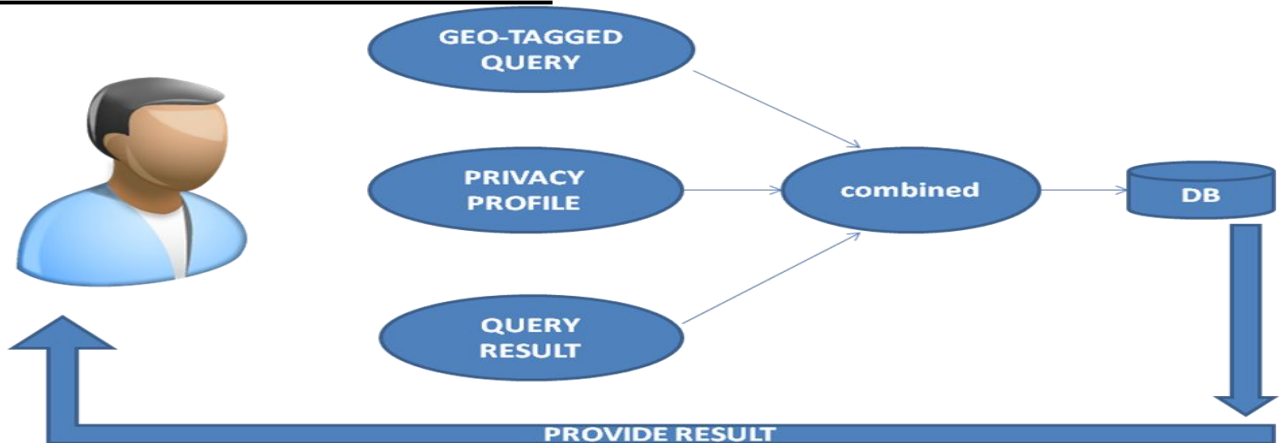 GEO-TAGGED
QUERY
PRIVACY
PROFILE
combined
DB
QUERY
RESULT
PROVIDE RESULT